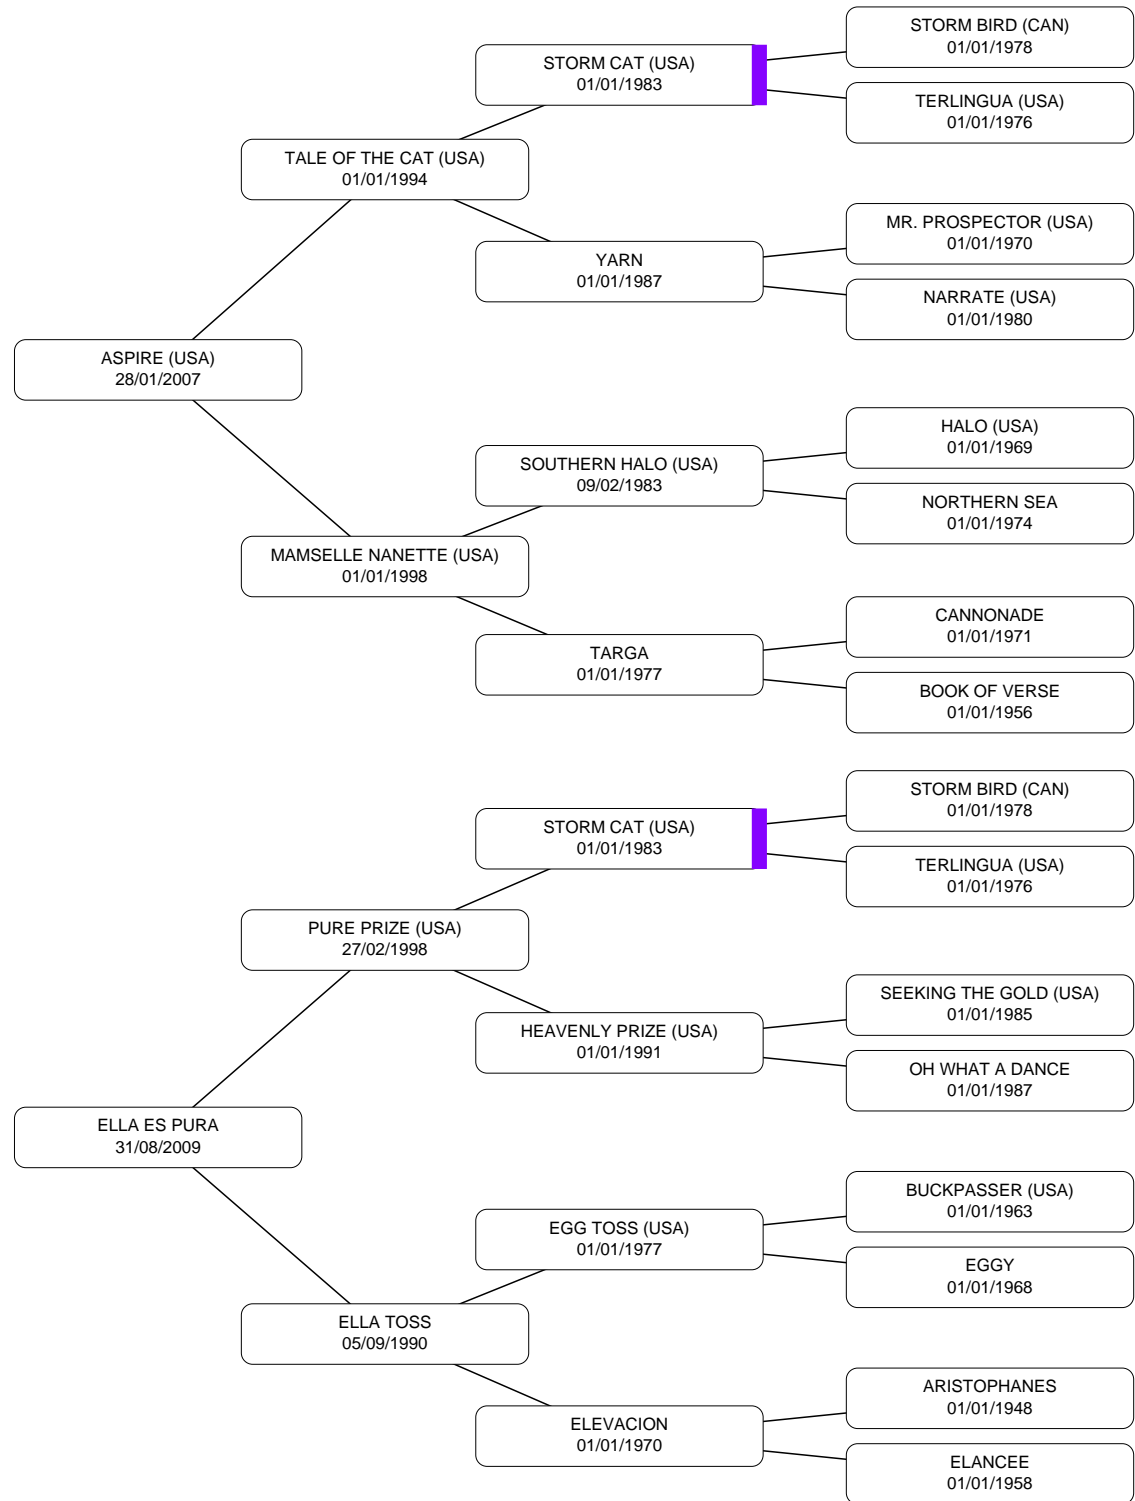 STORM BIRD (CAN)
01/01/1978
STORM CAT (USA)
01/01/1983
TERLINGUA (USA)
01/01/1976
TALE OF THE CAT (USA)
01/01/1994
MR. PROSPECTOR (USA)
01/01/1970
YARN
01/01/1987
NARRATE (USA)
01/01/1980
ASPIRE (USA)
28/01/2007
HALO (USA)
01/01/1969
SOUTHERN HALO (USA)
09/02/1983
NORTHERN SEA
01/01/1974
MAMSELLE NANETTE (USA)
01/01/1998
CANNONADE
01/01/1971
TARGA
01/01/1977
BOOK OF VERSE
01/01/1956
STORM BIRD (CAN)
01/01/1978
STORM CAT (USA)
01/01/1983
TERLINGUA (USA)
01/01/1976
PURE PRIZE (USA)
27/02/1998
SEEKING THE GOLD (USA)
01/01/1985
HEAVENLY PRIZE (USA)
01/01/1991
OH WHAT A DANCE
01/01/1987
ELLA ES PURA
31/08/2009
BUCKPASSER (USA)
01/01/1963
EGG TOSS (USA)
01/01/1977
EGGY
01/01/1968
ELLA TOSS
05/09/1990
ARISTOPHANES
01/01/1948
ELEVACION
01/01/1970
ELANCEE
01/01/1958